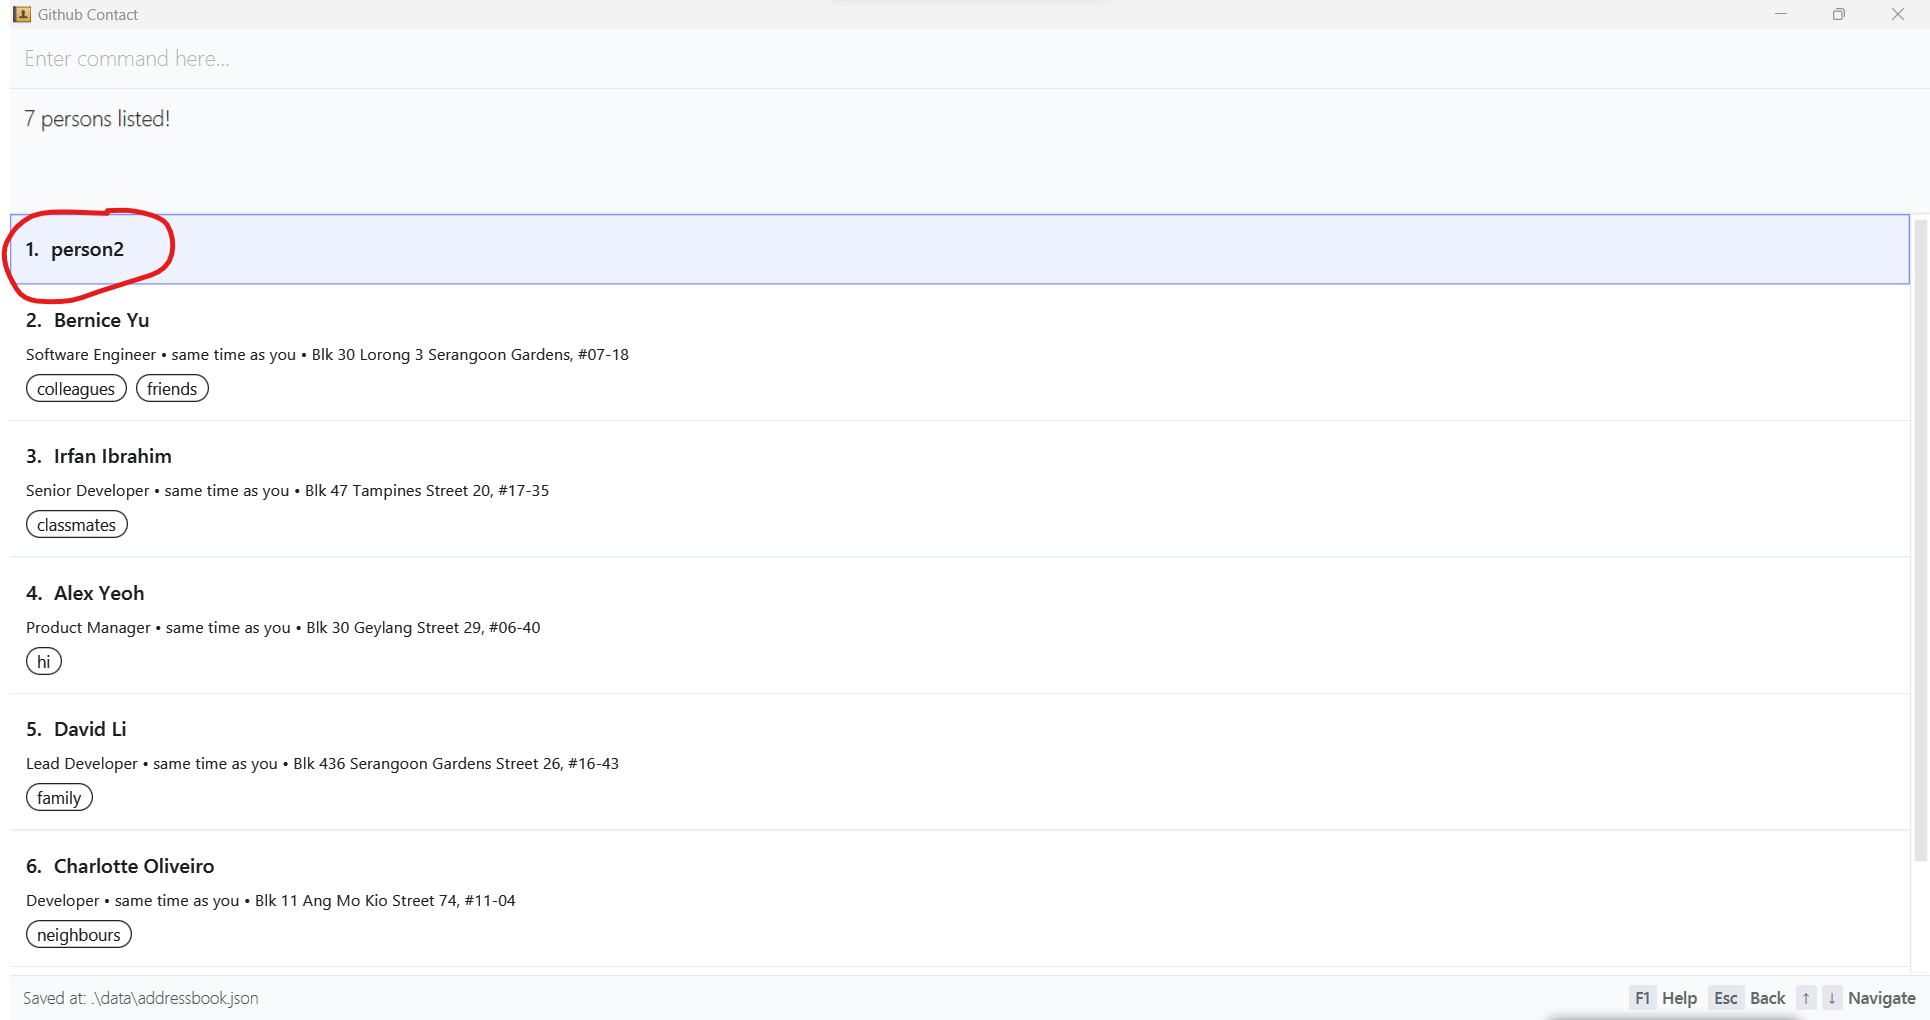 Github Contact
Enter command here...
7 persons listed!
1. person2
2. Bernice Yu
Software Engineer • same time as you • Blk 30 Lorong 3 Serangoon Gardens, #07-18
colleagues friends
3. Irfan Ibrahim
Senior Developer • same time as you • Blk 47 Tampines Street 20, #17-35
classmates
4. Alex Yeoh
Product Manager • same time as you • Blk 30 Geylang Street 29, #06-40
hi
5. David Li
Lead Developer • same time as you • Blk 436 Serangoon Gardens Street 26, #16-43
family
6. Charlotte Oliveiro
Developer • same time as you • Blk 11 Ang Mo Kio Street 74, #11-04
neighbours
Saved at: .\data\addressbook.json F1 Help Esc Back ↑ ↓ Navigate